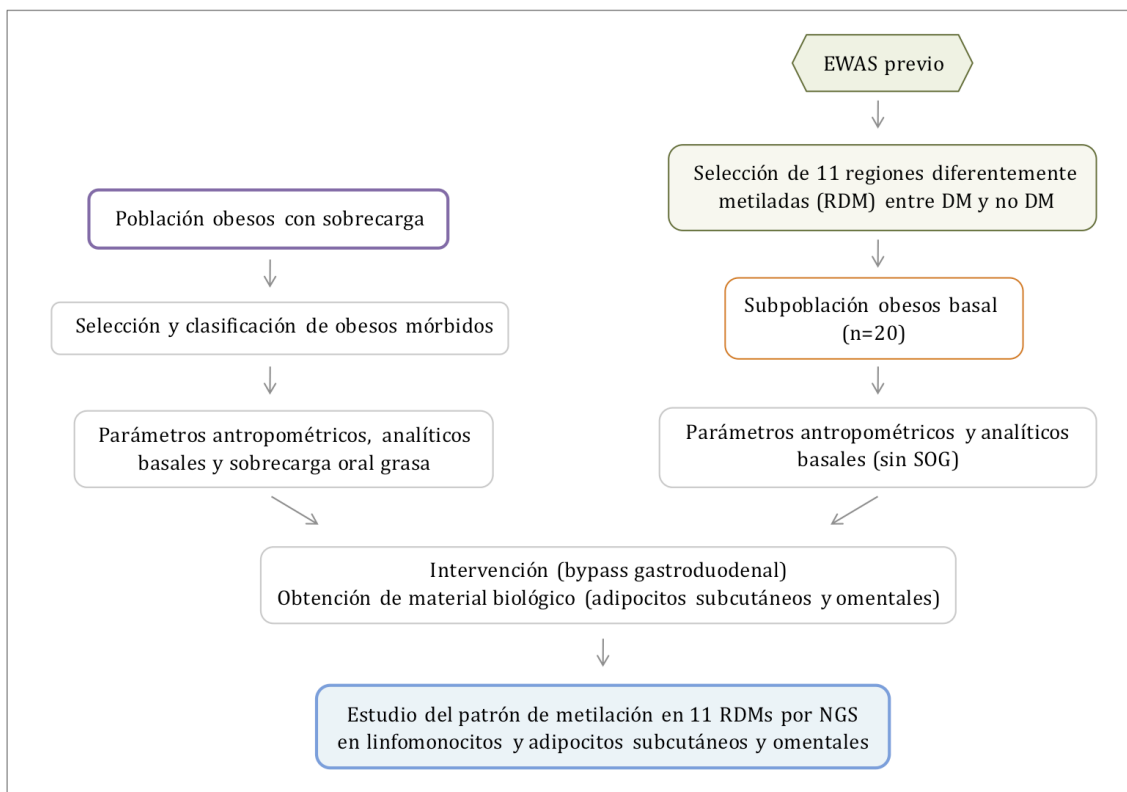 EWAS previo
Selección de 11 regiones diferentemente
metiladas (RDM) entre DM y no DM
Población obesos con sobrecarga
Subpoblación obesos basal
(n=20)
Selección y clasificación de obesos mórbidos
Parámetros antropométricos, analíticos
basales y sobrecarga oral grasa
Parámetros antropométricos y analíticos
basales (sin SOG)
Intervención (bypass gastroduodenal)
Obtención de material biológico (adipocitos subcutáneos y omentales)
Estudio del patrón de metilación en 11 RDMs por NGS
en linfomonocitos y adipocitos subcutáneos y omentales